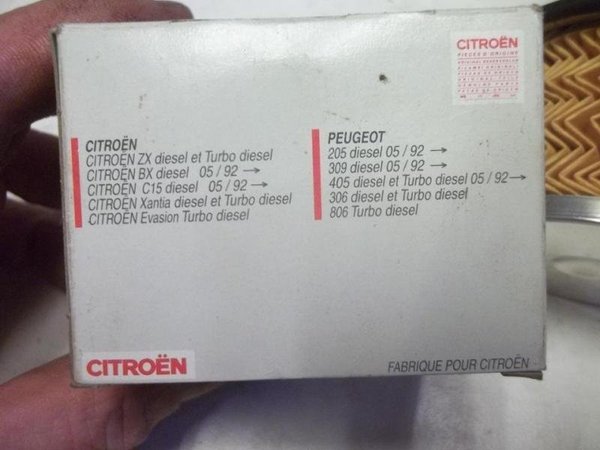 CITROËN
PIECES D'ORIGINE
CITROËN
CITROËN ZX diesel et Turbo diesel
CITROËN BX diesel 05 / 92 →
CITROËN C15 diesel 05 / 92 →
CITROËN Xantia diesel et Turbo diesel
CITROËN Evasion Turbo diesel
PEUGEOT
205 diesel 05 / 92 →
309 diesel 05 / 92 →
405 diesel et Turbo diesel 05 / 92 →
306 diesel et Turbo diesel
806 Turbo diesel
CITROËN
FABRIQUE POUR CITROËN